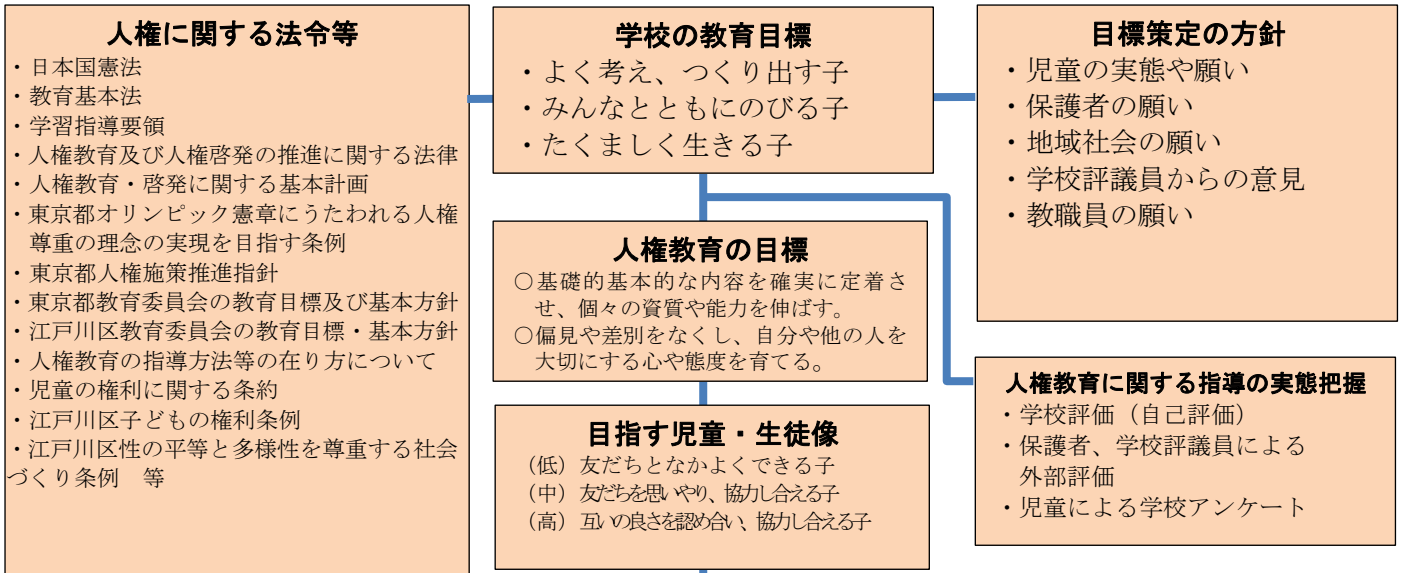 人権に関する法令等
・日本国憲法
・教育基本法
・学習指導要領
・人権教育及び人権啓発の推進に関する法律
・人権教育・啓発に関する基本計画
・東京都オリンピック憲章にうたわれる人権
尊重の理念の実現を目指す条例
・東京都人権施策推進指針
・東京都教育委員会の教育目標及び基本方針
・江戸川区教育委員会の教育目標・基本方針
・人権教育の指導方法等の在り方について
・児童の権利に関する条約
・江戸川区子どもの権利条例
・江戸川区性の平等と多様性を尊重する社会
づくり条例　等
学校の教育目標
・よく考え、つくり出す子
・みんなとともにのびる子
・たくましく生きる子
人権教育の目標
○基礎的基本的な内容を確実に定着さ
せ、個々の資質や能力を伸ばす。
○偏見や差別をなくし、自分や他の人を
大切にする心や態度を育てる。
目指す児童・生徒像
（低）友だちとなかよくできる子
（中）友だちを思いやり、協力し合える子
（高）互いの良さを認め合い、協力し合える子
目標策定の方針
・児童の実態や願い
・保護者の願い
・地域社会の願い
・学校評議員からの意見
・教職員の願い
人権教育に関する指導の実態把握
・学校評価（自己評価）
・保護者、学校評議員による
外部評価
・児童による学校アンケート